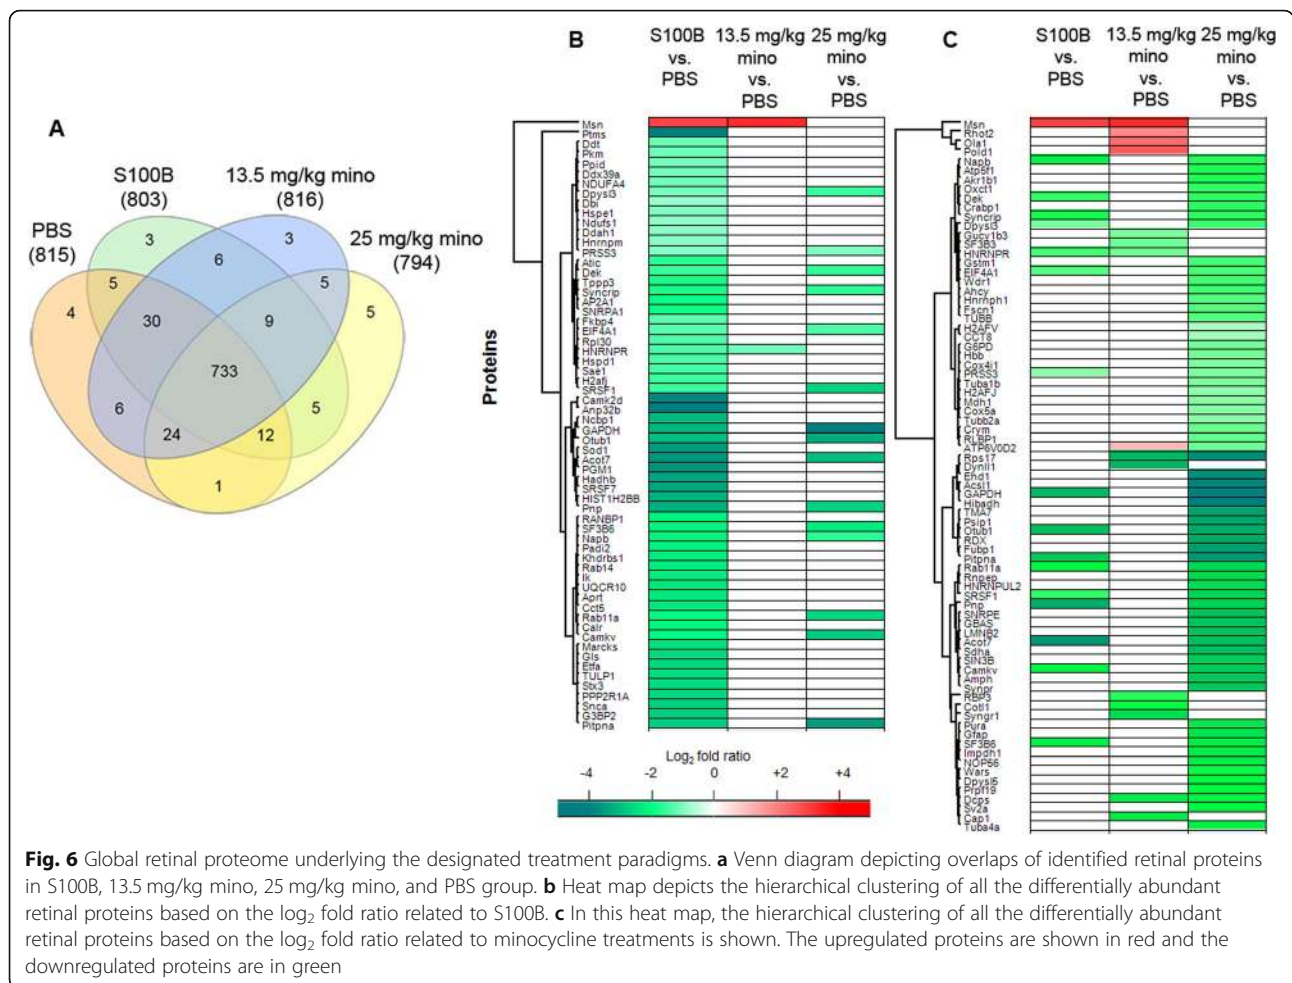 A
S100B
(803)
13.5 mg/kg mino
(816)
PBS
(815)
25 mg/kg mino
(794)
3
3
6
5
5
4
30
9
5
733
6
5
24
12
1
B
S100B
vs.
PBS
13.5 mg/kg
mino
vs.
PBS
25 mg/kg
mino
vs.
PBS
Proteins
Msn
Ptms
Ddt
Pkm
Ppid
Ddx39a
NDUFA4
Dpysl3
Dbi
Hspe1
Ndufs1
Ddah1
Hnrnpm
PRSS3
Atic
Dek
Tppp3
Syncrip
AP2A1
SNRPA1
Fkbp4
EIF4A1
Rpl30
HNRNPR
Hspd1
Sae1
H2afj
SRSF1
Camk2d
Anp32b
Ncbp1
GAPDH
Otub1
Sod1
Acot7
PGM1
Hadhb
SRSF7
HIST1H2BB
Pnp
RANBP1
SF3B6
Napb
Padi2
Khdrbs1
Rab14
Ik
UQCR10
Aprt
Cct5
Rab11a
Calr
Camkv
Marcks
Gls
Etfa
TULP1
Stx3
PPP2R1A
Snca
G3BP2
Pitpna
Log2 fold ratio
-4 -2 0 +2 +4
C
S100B
vs.
PBS
13.5 mg/kg
mino
vs.
PBS
25 mg/kg
mino
vs.
PBS
Msn
Rhot2
Ola1
Pold1
Napb
Atp5f1
Akr1b1
Oxct1
Dek
Crabp1
Syncrip
Dpysl3
Gucy1b3
SF3B3
HNRNPR
Gstm1
EIF4A1
Wdr1
Ahcy
Hnrnph1
Fscn1
TUBB
H2AFV
CCT8
G6PD
Hbb
Cox4i1
PRSS3
Tuba1b
H2AFJ
Mdh1
Cox5a
Tubb2a
Crym
RLBP1
ATP6V0D2
Rps17
Dynll1
Ehd1
Acsl1
GAPDH
Hibadh
TMA7
Psip1
Otub1
RDX
Fubp1
Pitpna
Rab11a
Rnpep
HNRNPUL2
SRSF1
Pnp
SNRPE
GBAS
LMNB2
Acot7
Sdha
SIN3B
Camkv
Amph
Synpr
RBP3
Cotl1
Syngr1
Pura
Gfap
SF3B6
Impdh1
NOP56
Wars
Dpysl5
Prpf19
Dcps
Sv2a
Cap1
Tuba4a
Fig. 6 Global retinal proteome underlying the designated treatment paradigms. a Venn diagram depicting overlaps of identified retinal proteins
in S100B, 13.5 mg/kg mino, 25 mg/kg mino, and PBS group. b Heat map depicts the hierarchical clustering of all the differentially abundant
retinal proteins based on the log2 fold ratio related to S100B. c In this heat map, the hierarchical clustering of all the differentially abundant
retinal proteins based on the log2 fold ratio related to minocycline treatments is shown. The upregulated proteins are shown in red and the
downregulated proteins are in green